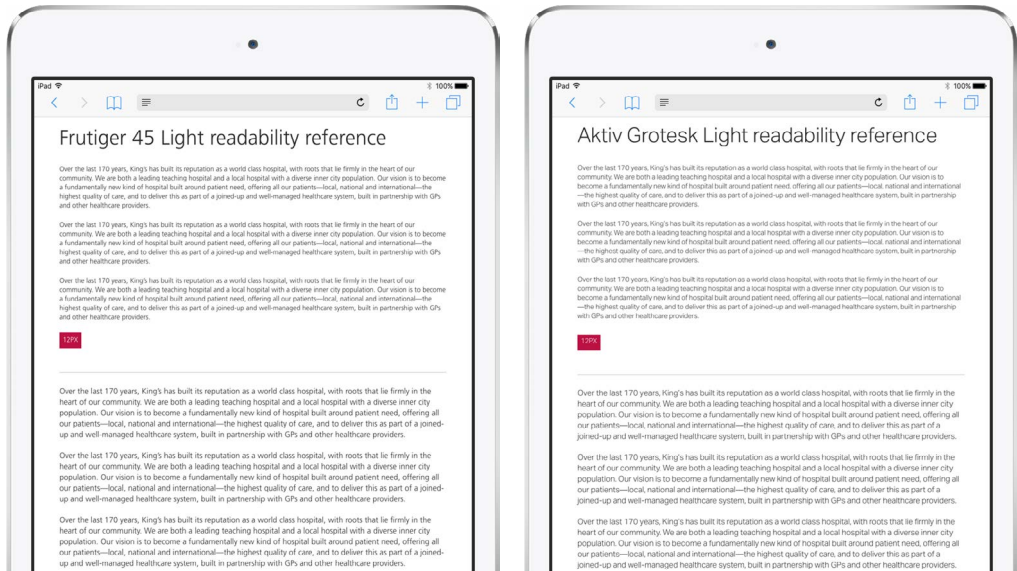 iPad
100%
Frutiger 45 Light readability reference
Over the last 170 years, King's has built its reputation as a world class hospital, with roots that lie firmly in the heart of our
community. We are both a leading teaching hospital and a local hospital with a diverse inner city population. Our vision is to become
a fundamentally new kind of hospital built around patient need, offering all our patients—local, national and international—the
highest quality of care, and to deliver this as part of a joined-up and well-managed healthcare system, built in partnership with GPs
and other healthcare providers.
Over the last 170 years, King's has built its reputation as a world class hospital, with roots that lie firmly in the heart of our
community. We are both a leading teaching hospital and a local hospital with a diverse inner city population. Our vision is to become
a fundamentally new kind of hospital built around patient need, offering all our patients—local, national and international—the
highest quality of care, and to deliver this as part of a joined-up and well-managed healthcare system, built in partnership with GPs
and other healthcare providers.
Over the last 170 years, King's has built its reputation as a world class hospital, with roots that lie firmly in the heart of our
community. We are both a leading teaching hospital and a local hospital with a diverse inner city population. Our vision is to become
a fundamentally new kind of hospital built around patient need, offering all our patients—local, national and international—the
highest quality of care, and to deliver this as part of a joined-up and well-managed healthcare system, built in partnership with GPs
and other healthcare providers.
12PX
Over the last 170 years, King's has built its reputation as a world class hospital, with roots that lie firmly in the
heart of our community. We are both a leading teaching hospital and a local hospital with a diverse inner city
population. Our vision is to become a fundamentally new kind of hospital built around patient need, offering all
our patients—local, national and international—the highest quality of care, and to deliver this as part of a joined-
up and well-managed healthcare system, built in partnership with GPs and other healthcare providers.
Over the last 170 years, King's has built its reputation as a world class hospital, with roots that lie firmly in the
heart of our community. We are both a leading teaching hospital and a local hospital with a diverse inner city
population. Our vision is to become a fundamentally new kind of hospital built around patient need, offering all
our patients—local, national and international—the highest quality of care, and to deliver this as part of a joined-
up and well-managed healthcare system, built in partnership with GPs and other healthcare providers.
Over the last 170 years, King's has built its reputation as a world class hospital, with roots that lie firmly in the
heart of our community. We are both a leading teaching hospital and a local hospital with a diverse inner city
population. Our vision is to become a fundamentally new kind of hospital built around patient need, offering all
our patients—local, national and international—the highest quality of care, and to deliver this as part of a joined-
up and well-managed healthcare system, built in partnership with GPs and other healthcare providers.
iPad
100%
Aktiv Grotesk Light readability reference
Over the last 170 years, King's has built its reputation as a world class hospital, with roots that lie firmly in the heart of our
community. We are both a leading teaching hospital and a local hospital with a diverse inner city population. Our vision is to
become a fundamentally new kind of hospital built around patient need, offering all our patients—local, national and international
—the highest quality of care, and to deliver this as part of a joined-up and well-managed healthcare system, built in partnership
with GPs and other healthcare providers.
Over the last 170 years, King's has built its reputation as a world class hospital, with roots that lie firmly in the heart of our
community. We are both a leading teaching hospital and a local hospital with a diverse inner city population. Our vision is to
become a fundamentally new kind of hospital built around patient need, offering all our patients—local, national and international
—the highest quality of care, and to deliver this as part of a joined-up and well-managed healthcare system, built in partnership
with GPs and other healthcare providers.
Over the last 170 years, King's has built its reputation as a world class hospital, with roots that lie firmly in the heart of our
community. We are both a leading teaching hospital and a local hospital with a diverse inner city population. Our vision is to
become a fundamentally new kind of hospital built around patient need, offering all our patients—local, national and international
—the highest quality of care, and to deliver this as part of a joined-up and well-managed healthcare system, built in partnership
with GPs and other healthcare providers.
12PX
Over the last 170 years, King's has built its reputation as a world class hospital, with roots that lie firmly in the
heart of our community. We are both a leading teaching hospital and a local hospital with a diverse inner city
population. Our vision is to become a fundamentally new kind of hospital built around patient need, offering all
our patients—local, national and international—the highest quality of care, and to deliver this as part of a
joined-up and well-managed healthcare system, built in partnership with GPs and other healthcare providers.
Over the last 170 years, King's has built its reputation as a world class hospital, with roots that lie firmly in the
heart of our community. We are both a leading teaching hospital and a local hospital with a diverse inner city
population. Our vision is to become a fundamentally new kind of hospital built around patient need, offering all
our patients—local, national and international—the highest quality of care, and to deliver this as part of a
joined-up and well-managed healthcare system, built in partnership with GPs and other healthcare providers.
Over the last 170 years, King's has built its reputation as a world class hospital, with roots that lie firmly in the
heart of our community. We are both a leading teaching hospital and a local hospital with a diverse inner city
population. Our vision is to become a fundamentally new kind of hospital built around patient need, offering all
our patients—local, national and international—the highest quality of care, and to deliver this as part of a
joined-up and well-managed healthcare system, built in partnership with GPs and other healthcare providers.